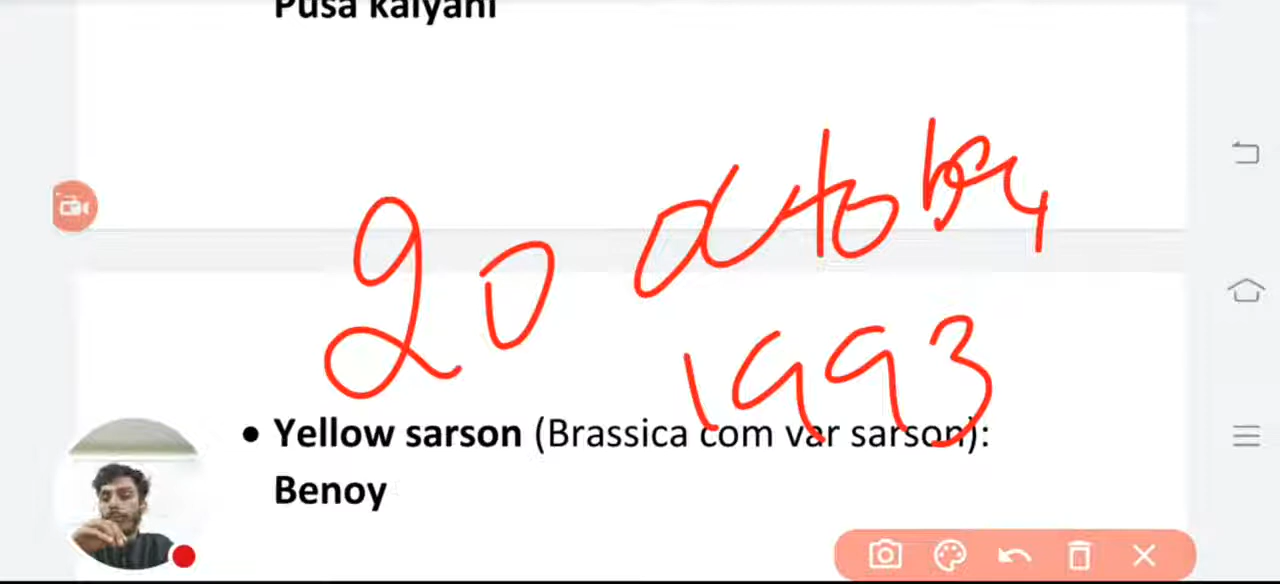 Pusa kalyani
20 October,
1993
• Yellow sarson (Brassica com var sarson):
Benoy